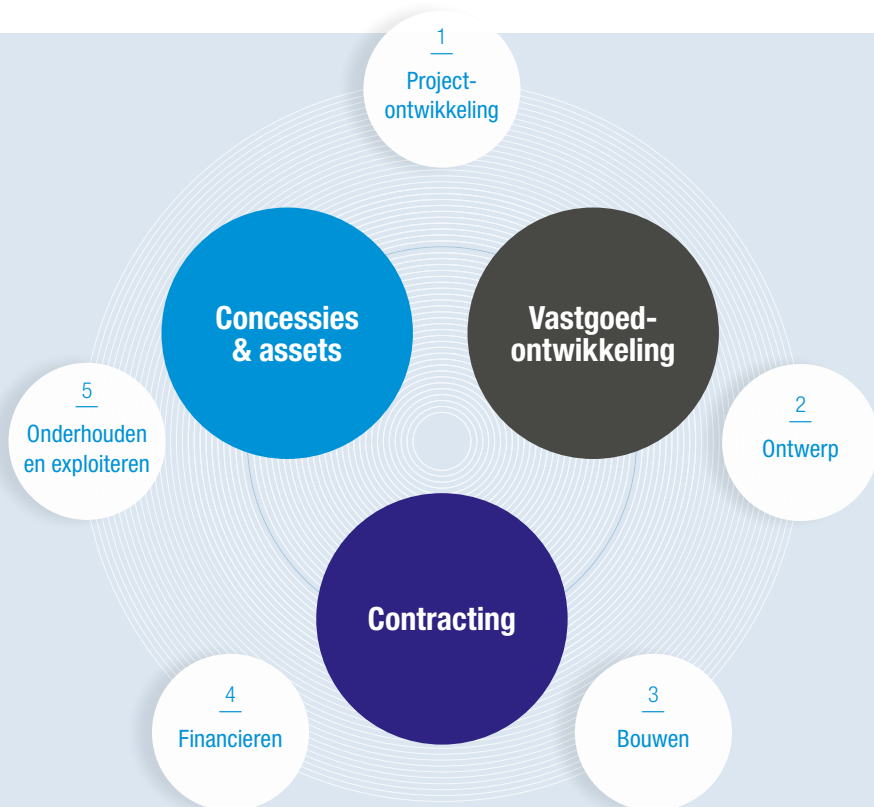 1
Project-
ontwikkeling
Concessies
& assets
Vastgoed-
ontwikkeling
5
Onderhouden
en exploiteren
2
Ontwerp
Contracting
4
Financieren
3
Bouwen